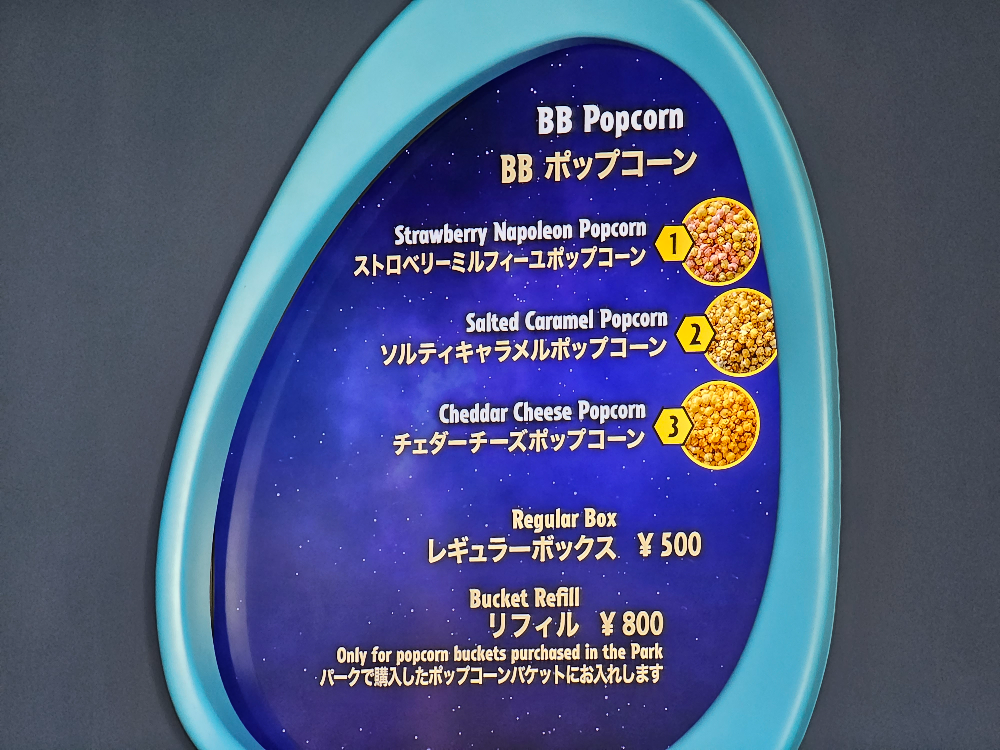 BB Popcorn
BB ポップコーン
Strawberry Napoleon Popcorn
ストロベリーミルフィーユポップコーン
1
Salted Caramel Popcorn
ソルティキャラメルポップコーン
2
Cheddar Cheese Popcorn
チェダーチーズポップコーン
3
Regular Box
レギュラーボックス ¥500
Bucket Refill
リフィル ¥800
Only for popcorn buckets purchased in the Park
パークで購入したポップコーンバケットにお入れします